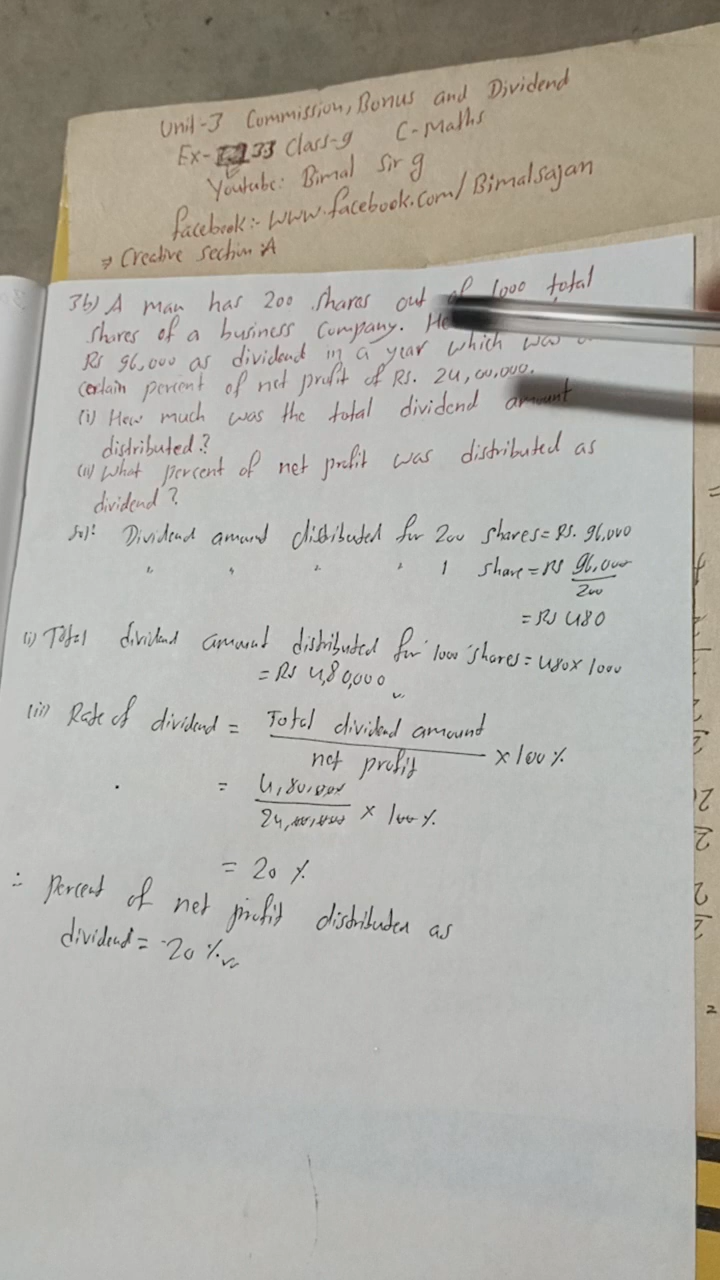 Unit-3 Commission, Bonus and Dividend
Ex- 33 Class-9 C-Maths
Youtube: Bimal Sir g
facebook:- www.facebook.com/Bimalsajan
⇒ Creative Section:A
3b) A man has 200 shares out of 1000 total
shares of a business Company. He
Rs 96,000 as dividend in a year which was
certain percent of net profit of Rs. 24,00,000.
(i) How much was the total dividend amount
distributed?
(ii) What percent of net profit was distributed as
dividend?
Solⁿ: Dividend amount distributed for 200 shares = Rs. 96,000
" " " " 1 share = Rs 96,000
200
= Rs 480
(i) Total dividend amount distributed for 1000 shares = 480 × 1000
= Rs 4,80,000
(ii) Rate of dividend = Total dividend amount
net profit × 100%
= 4,80,000
24,00,000 × 100%
= 20 %
∴ Percent of net profit distributed as
dividend = 20 %